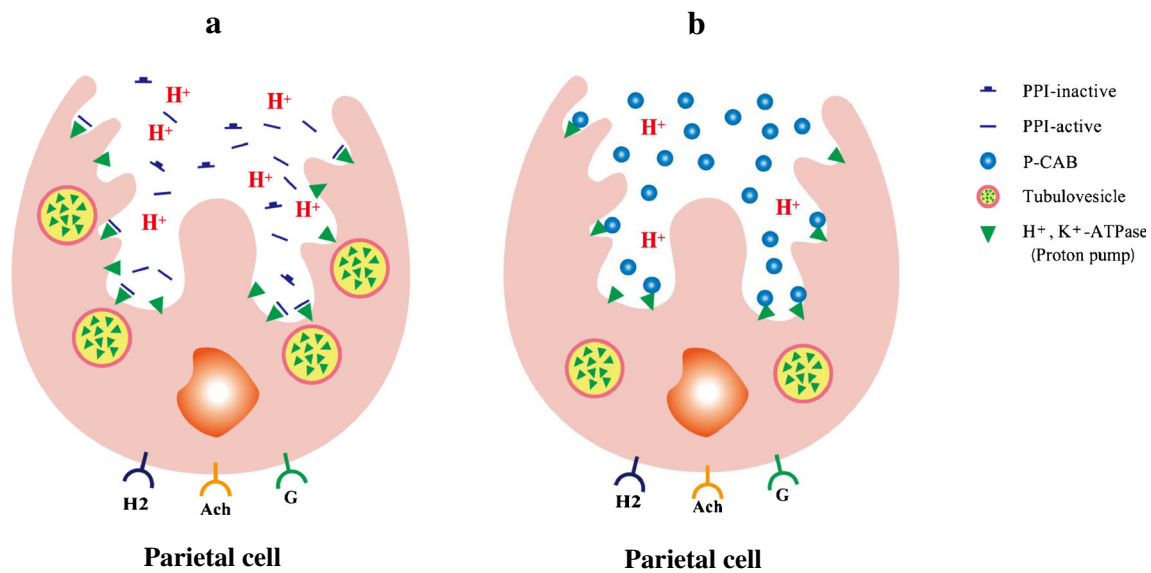 a
b
H⁺
H⁺
H⁺
H⁺
H⁺
H⁺
H2
Ach
G
Parietal cell
H⁺
H⁺
H⁺
H2
Ach
G
Parietal cell
PPI-inactive
PPI-active
P-CAB
Tubulovesicle
H⁺, K⁺-ATPase
(Proton pump)